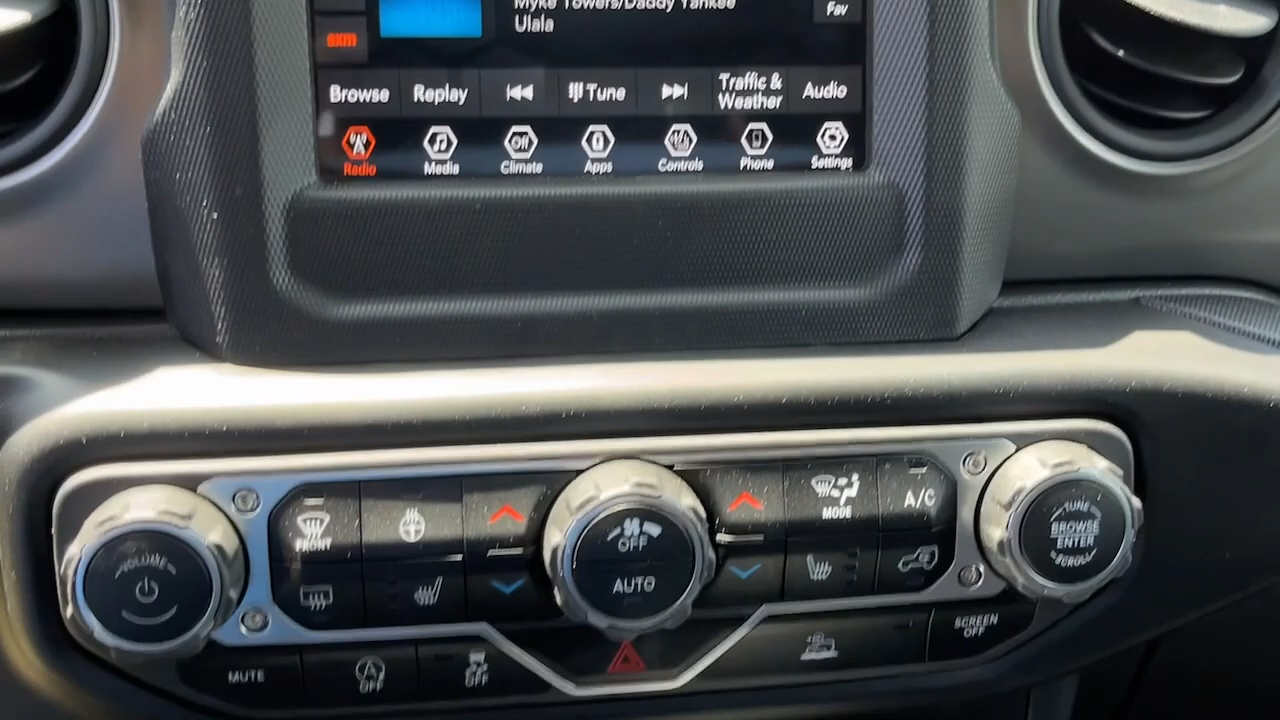 Myke Towers/Daddy Yankee
Ulala
Fav
sxm
Browse
Replay
Tune
Traffic &
Weather
Audio
Radio
Media
Off
Climate
Apps
Controls
Phone
Settings
FRONT
MODE
A/C
VOLUME
OFF
AUTO
TUNE
BROWSE
ENTER
SCROLL
MUTE
OFF
OFF
SCREEN
OFF